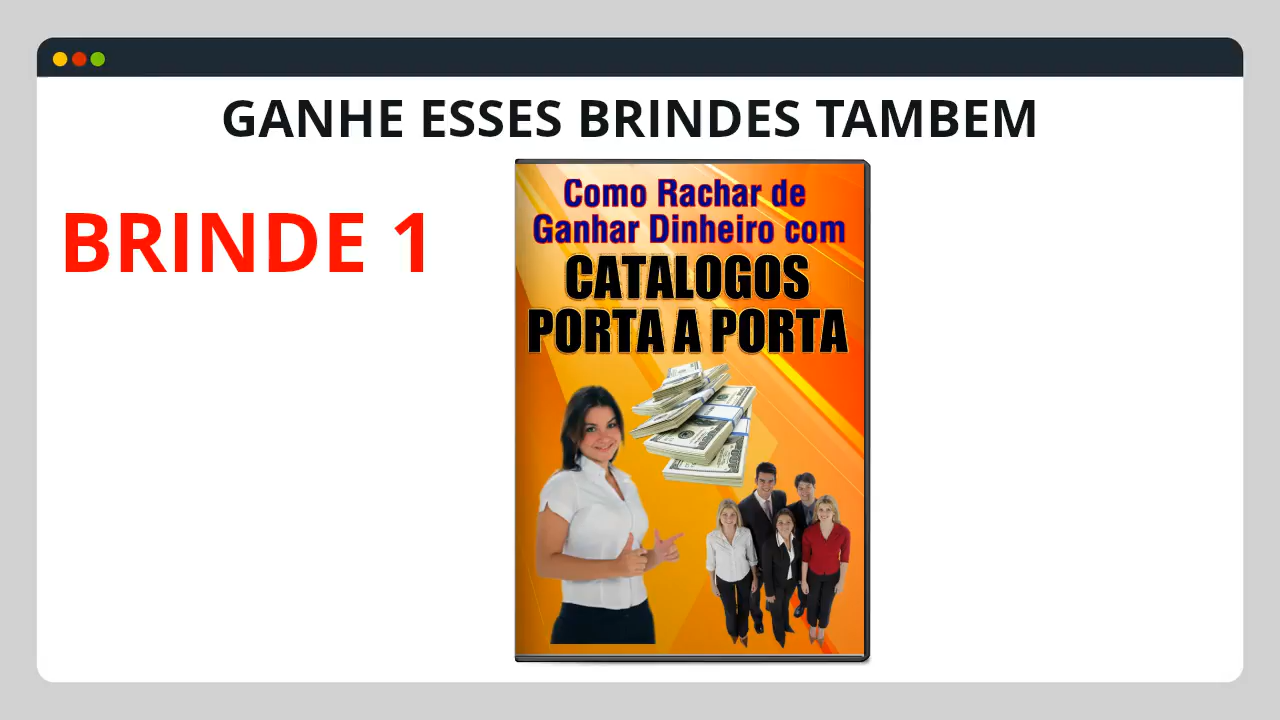 GANHE ESSES BRINDES TAMBEM
BRINDE 1
Como Rachar de
Ganhar Dinheiro com
CATALOGOS
PORTA A PORTA